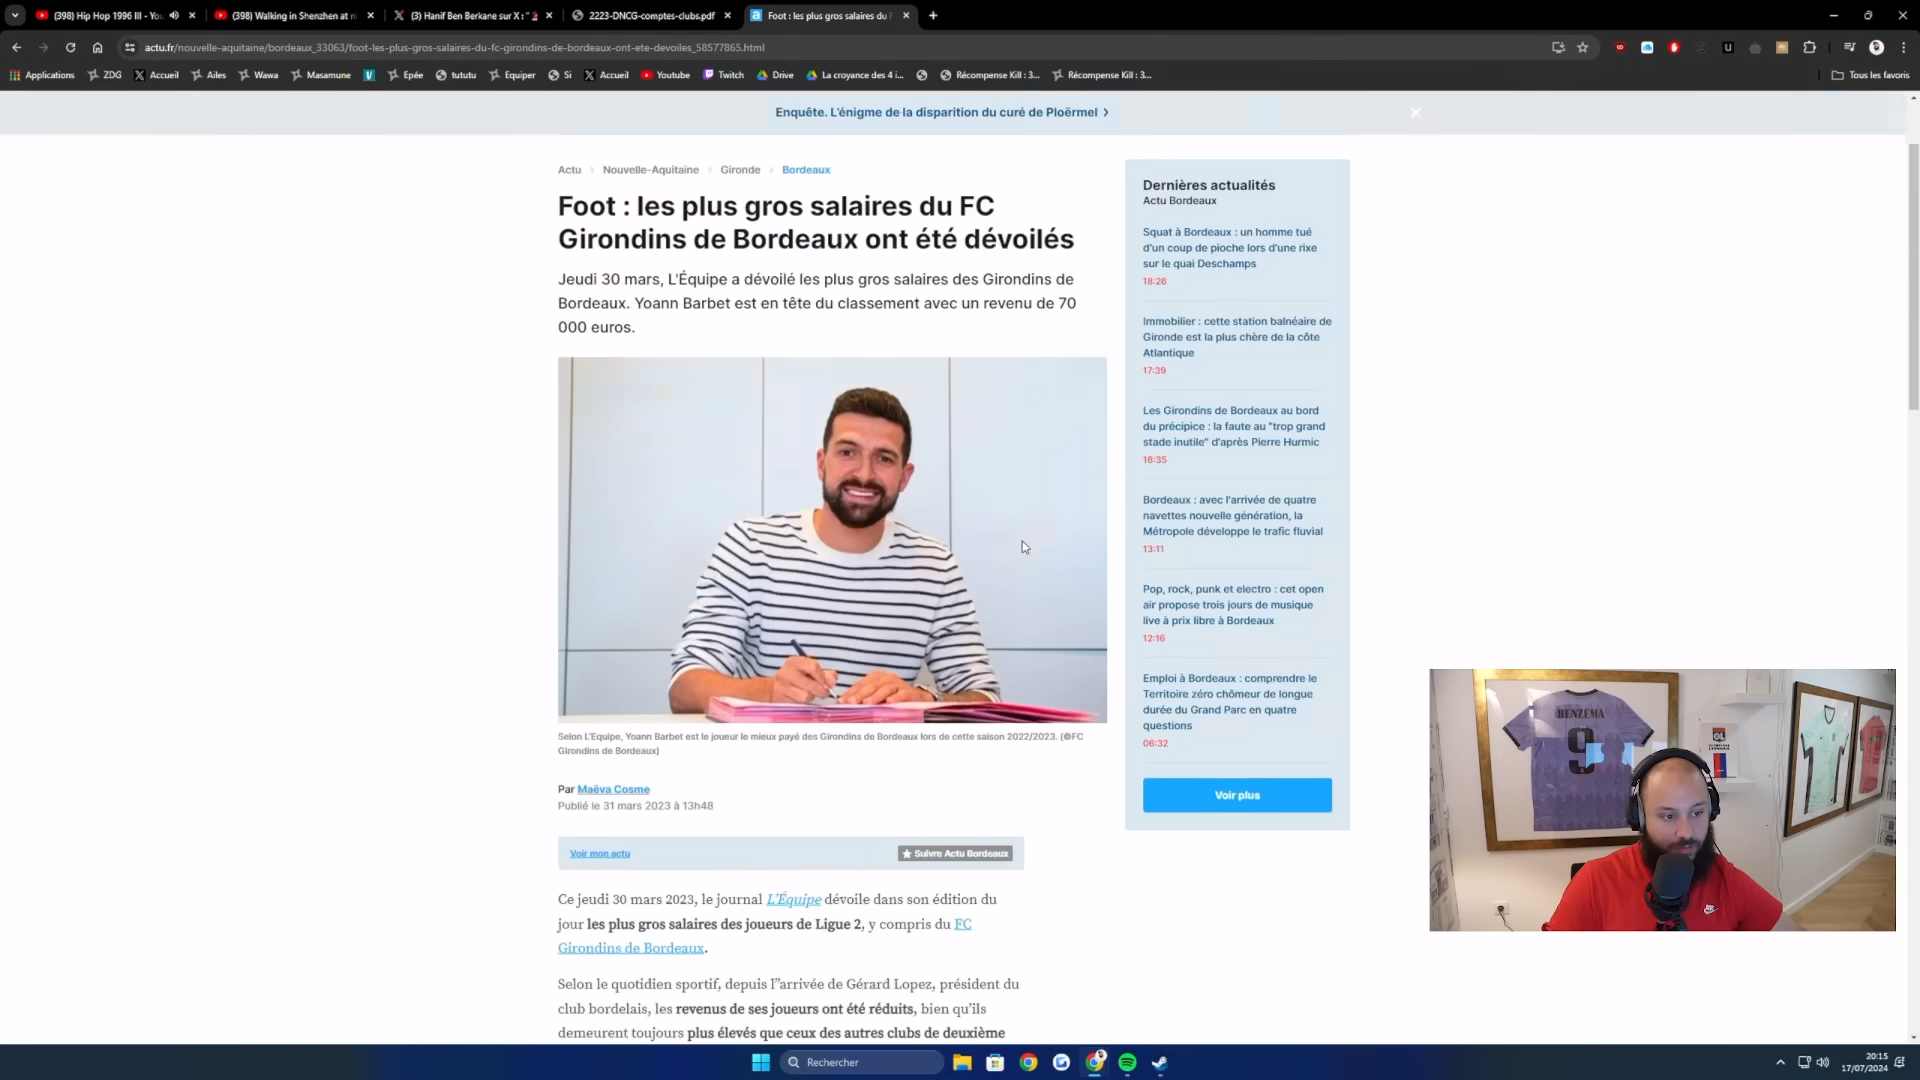 (398) Hip Hop 1996 III - You
(398) Walking in Shenzhen at n
(3) Hanif Ben Berkane sur X : "
2223-DNCG-comptes-clubs.pdf
Foot : les plus gros salaires du F
actu.fr/nouvelle-aquitaine/bordeaux_33063/foot-les-plus-gros-salaires-du-fc-girondins-de-bordeaux-ont-ete-devoiles_58577865.html
Applications ZDG Accueil Ailes Wawa Masamune Epée tututu Equiper Si Accueil Youtube Twitch Drive La croyance des 4 i... Récompense Kill : 3... Récompense Kill : 3... Tous les favoris
Enquête. L'énigme de la disparition du curé de Ploërmel >
Actu > Nouvelle-Aquitaine > Gironde > Bordeaux
Foot : les plus gros salaires du FC
Girondins de Bordeaux ont été dévoilés
Jeudi 30 mars, L'Équipe a dévoilé les plus gros salaires des Girondins de
Bordeaux. Yoann Barbet est en tête du classement avec un revenu de 70
000 euros.
Selon L'Equipe, Yoann Barbet est le joueur le mieux payé des Girondins de Bordeaux lors de cette saison 2022/2023. (©FC
Girondins de Bordeaux)
Par Maëva Cosme
Publié le 31 mars 2023 à 13h48
Voir mon actu
★ Suivre Actu Bordeaux
Ce jeudi 30 mars 2023, le journal L'Équipe dévoile dans son édition du
jour les plus gros salaires des joueurs de Ligue 2, y compris du FC
Girondins de Bordeaux.
Selon le quotidien sportif, depuis l''arrivée de Gérard Lopez, président du
club bordelais, les revenus de ses joueurs ont été réduits, bien qu'ils
demeurent toujours plus élevés que ceux des autres clubs de deuxième
Dernières actualités
Actu Bordeaux
Squat à Bordeaux : un homme tué
d'un coup de pioche lors d'une rixe
sur le quai Deschamps
18:26
Immobilier : cette station balnéaire de
Gironde est la plus chère de la côte
Atlantique
17:39
Les Girondins de Bordeaux au bord
du précipice : la faute au "trop grand
stade inutile" d'après Pierre Hurmic
16:35
Bordeaux : avec l'arrivée de quatre
navettes nouvelle génération, la
Métropole développe le trafic fluvial
13:11
Pop, rock, punk et electro : cet open
air propose trois jours de musique
live à prix libre à Bordeaux
12:16
Emploi à Bordeaux : comprendre le
Territoire zéro chômeur de longue
durée du Grand Parc en quatre
questions
06:32
Voir plus
BENZEMA
9
OL
Rechercher
20:15
17/07/2024